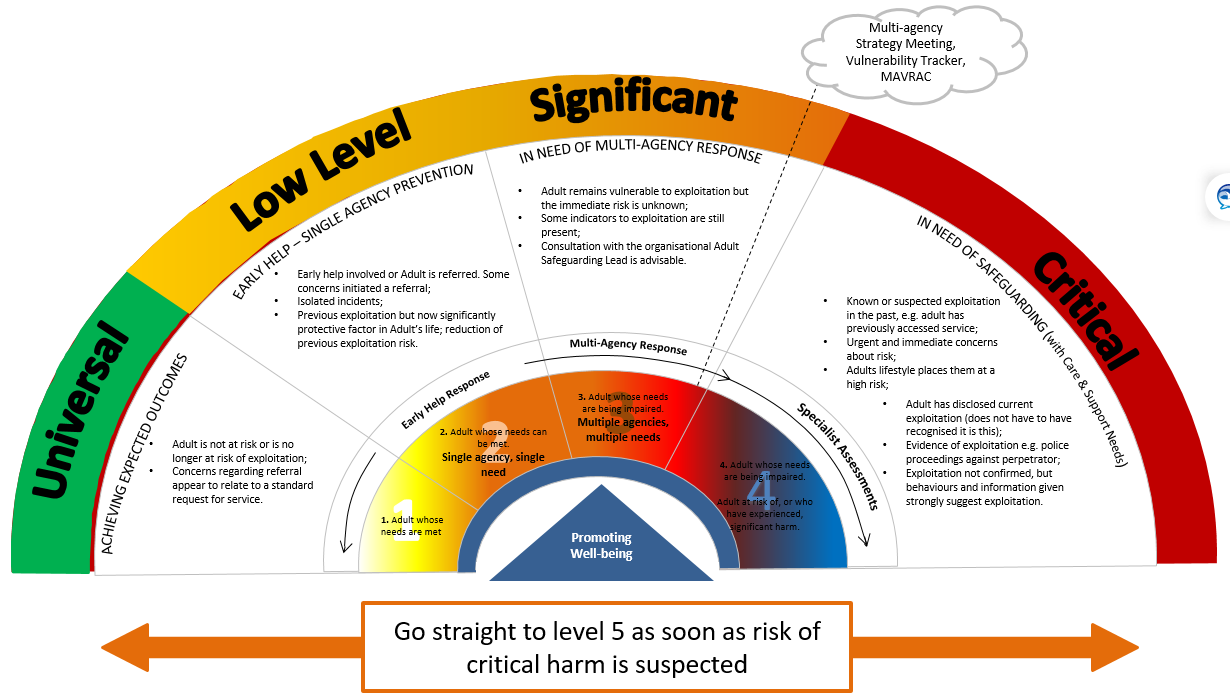 Multi-agency
Strategy Meeting,
Vulnerability Tracker,
MAVRAC
Universal
Low Level
Significant
Critical
ACHIEVING EXPECTED OUTCOMES
EARLY HELP – SINGLE AGENCY PREVENTION
IN NEED OF MULTI-AGENCY RESPONSE
IN NEED OF SAFEGUARDING (with Care & Support Needs)
• Adult is not at risk or is no
longer at risk of exploitation;
• Concerns regarding referral
appear to relate to a standard
request for service.
• Early help involved or Adult is referred. Some
concerns initiated a referral;
• Isolated incidents;
• Previous exploitation but now significantly
protective factor in Adult's life; reduction of
previous exploitation risk.
• Adult remains vulnerable to exploitation but
the immediate risk is unknown;
• Some indicators to exploitation are still
present;
• Consultation with the organisational Adult
Safeguarding Lead is advisable.
• Known or suspected exploitation
in the past, e.g. adult has
previously accessed service;
• Urgent and immediate concerns
about risk;
• Adults lifestyle places them at a
high risk;
• Adult has disclosed current
exploitation (does not have to have
recognised it is this);
• Evidence of exploitation e.g. police
proceedings against perpetrator;
• Exploitation not confirmed, but
behaviours and information given
strongly suggest exploitation.
Early Help Response
Multi-Agency Response
Specialist Assessments
1
1. Adult whose
needs are met
2
2. Adult whose needs can
be met.
Single agency, single
need
3
3. Adult whose needs
are being impaired.
Multiple agencies,
multiple needs
4
4. Adult whose needs
are being impaired.
Adult at risk of, or who
have experienced,
significant harm.
Promoting
Well-being
Go straight to level 5 as soon as risk of
critical harm is suspected